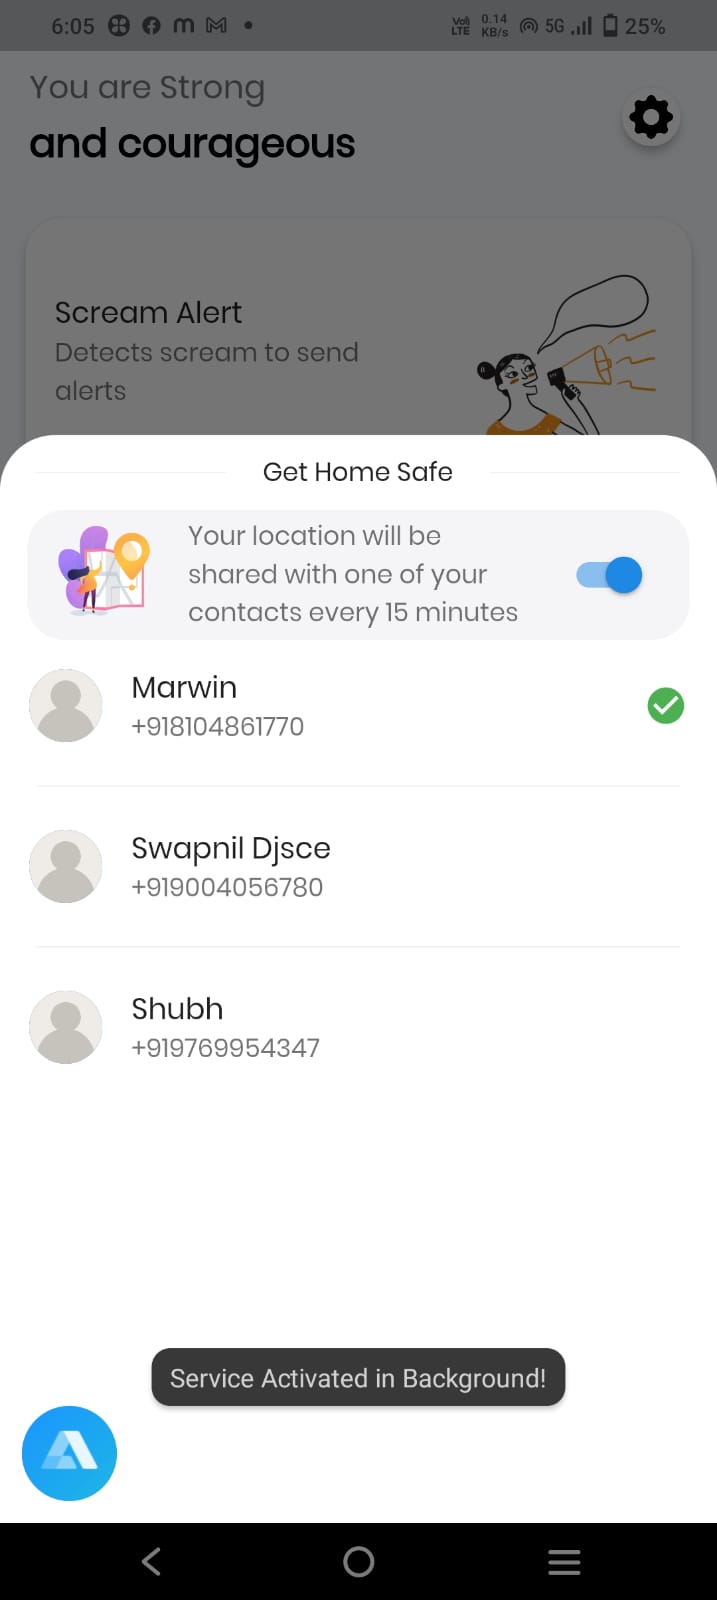 6:05
Vo)) LTE 0.14 KB/s 5G 25%
You are Strong
and courageous
Scream Alert
Detects scream to send
alerts
Get Home Safe
Your location will be
shared with one of your
contacts every 15 minutes
Marwin
+918104861770
Swapnil Djsce
+919004056780
Shubh
+919769954347
Service Activated in Background!